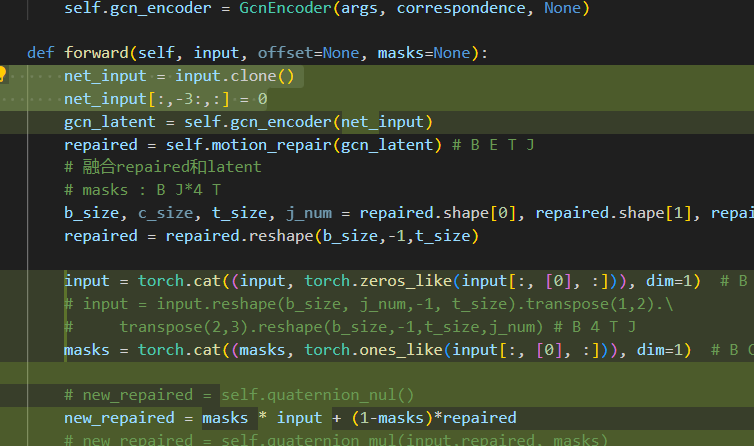 self.gcn_encoder = GcnEncoder(args, correspondence, None)
def forward(self, input, offset=None, masks=None):
net_input = input.clone()
net_input[:,-3:,:] = 0
gcn_latent = self.gcn_encoder(net_input)
repaired = self.motion_repair(gcn_latent) # B E T J
# 融合repaired和latent
# masks : B J*4 T
b_size, c_size, t_size, j_num = repaired.shape[0], repaired.shape[1], repai
repaired = repaired.reshape(b_size,-1,t_size)
input = torch.cat((input, torch.zeros_like(input[:, [0], :])), dim=1) # B
# input = input.reshape(b_size, j_num,-1, t_size).transpose(1,2).\
# transpose(2,3).reshape(b_size,-1,t_size,j_num) # B 4 T J
masks = torch.cat((masks, torch.ones_like(input[:, [0], :])), dim=1) # B
# new_repaired = self.quaternion_nul()
new_repaired = masks * input + (1-masks)*repaired
# new_repaired = self.quaternion_mul(input,repaired, masks)